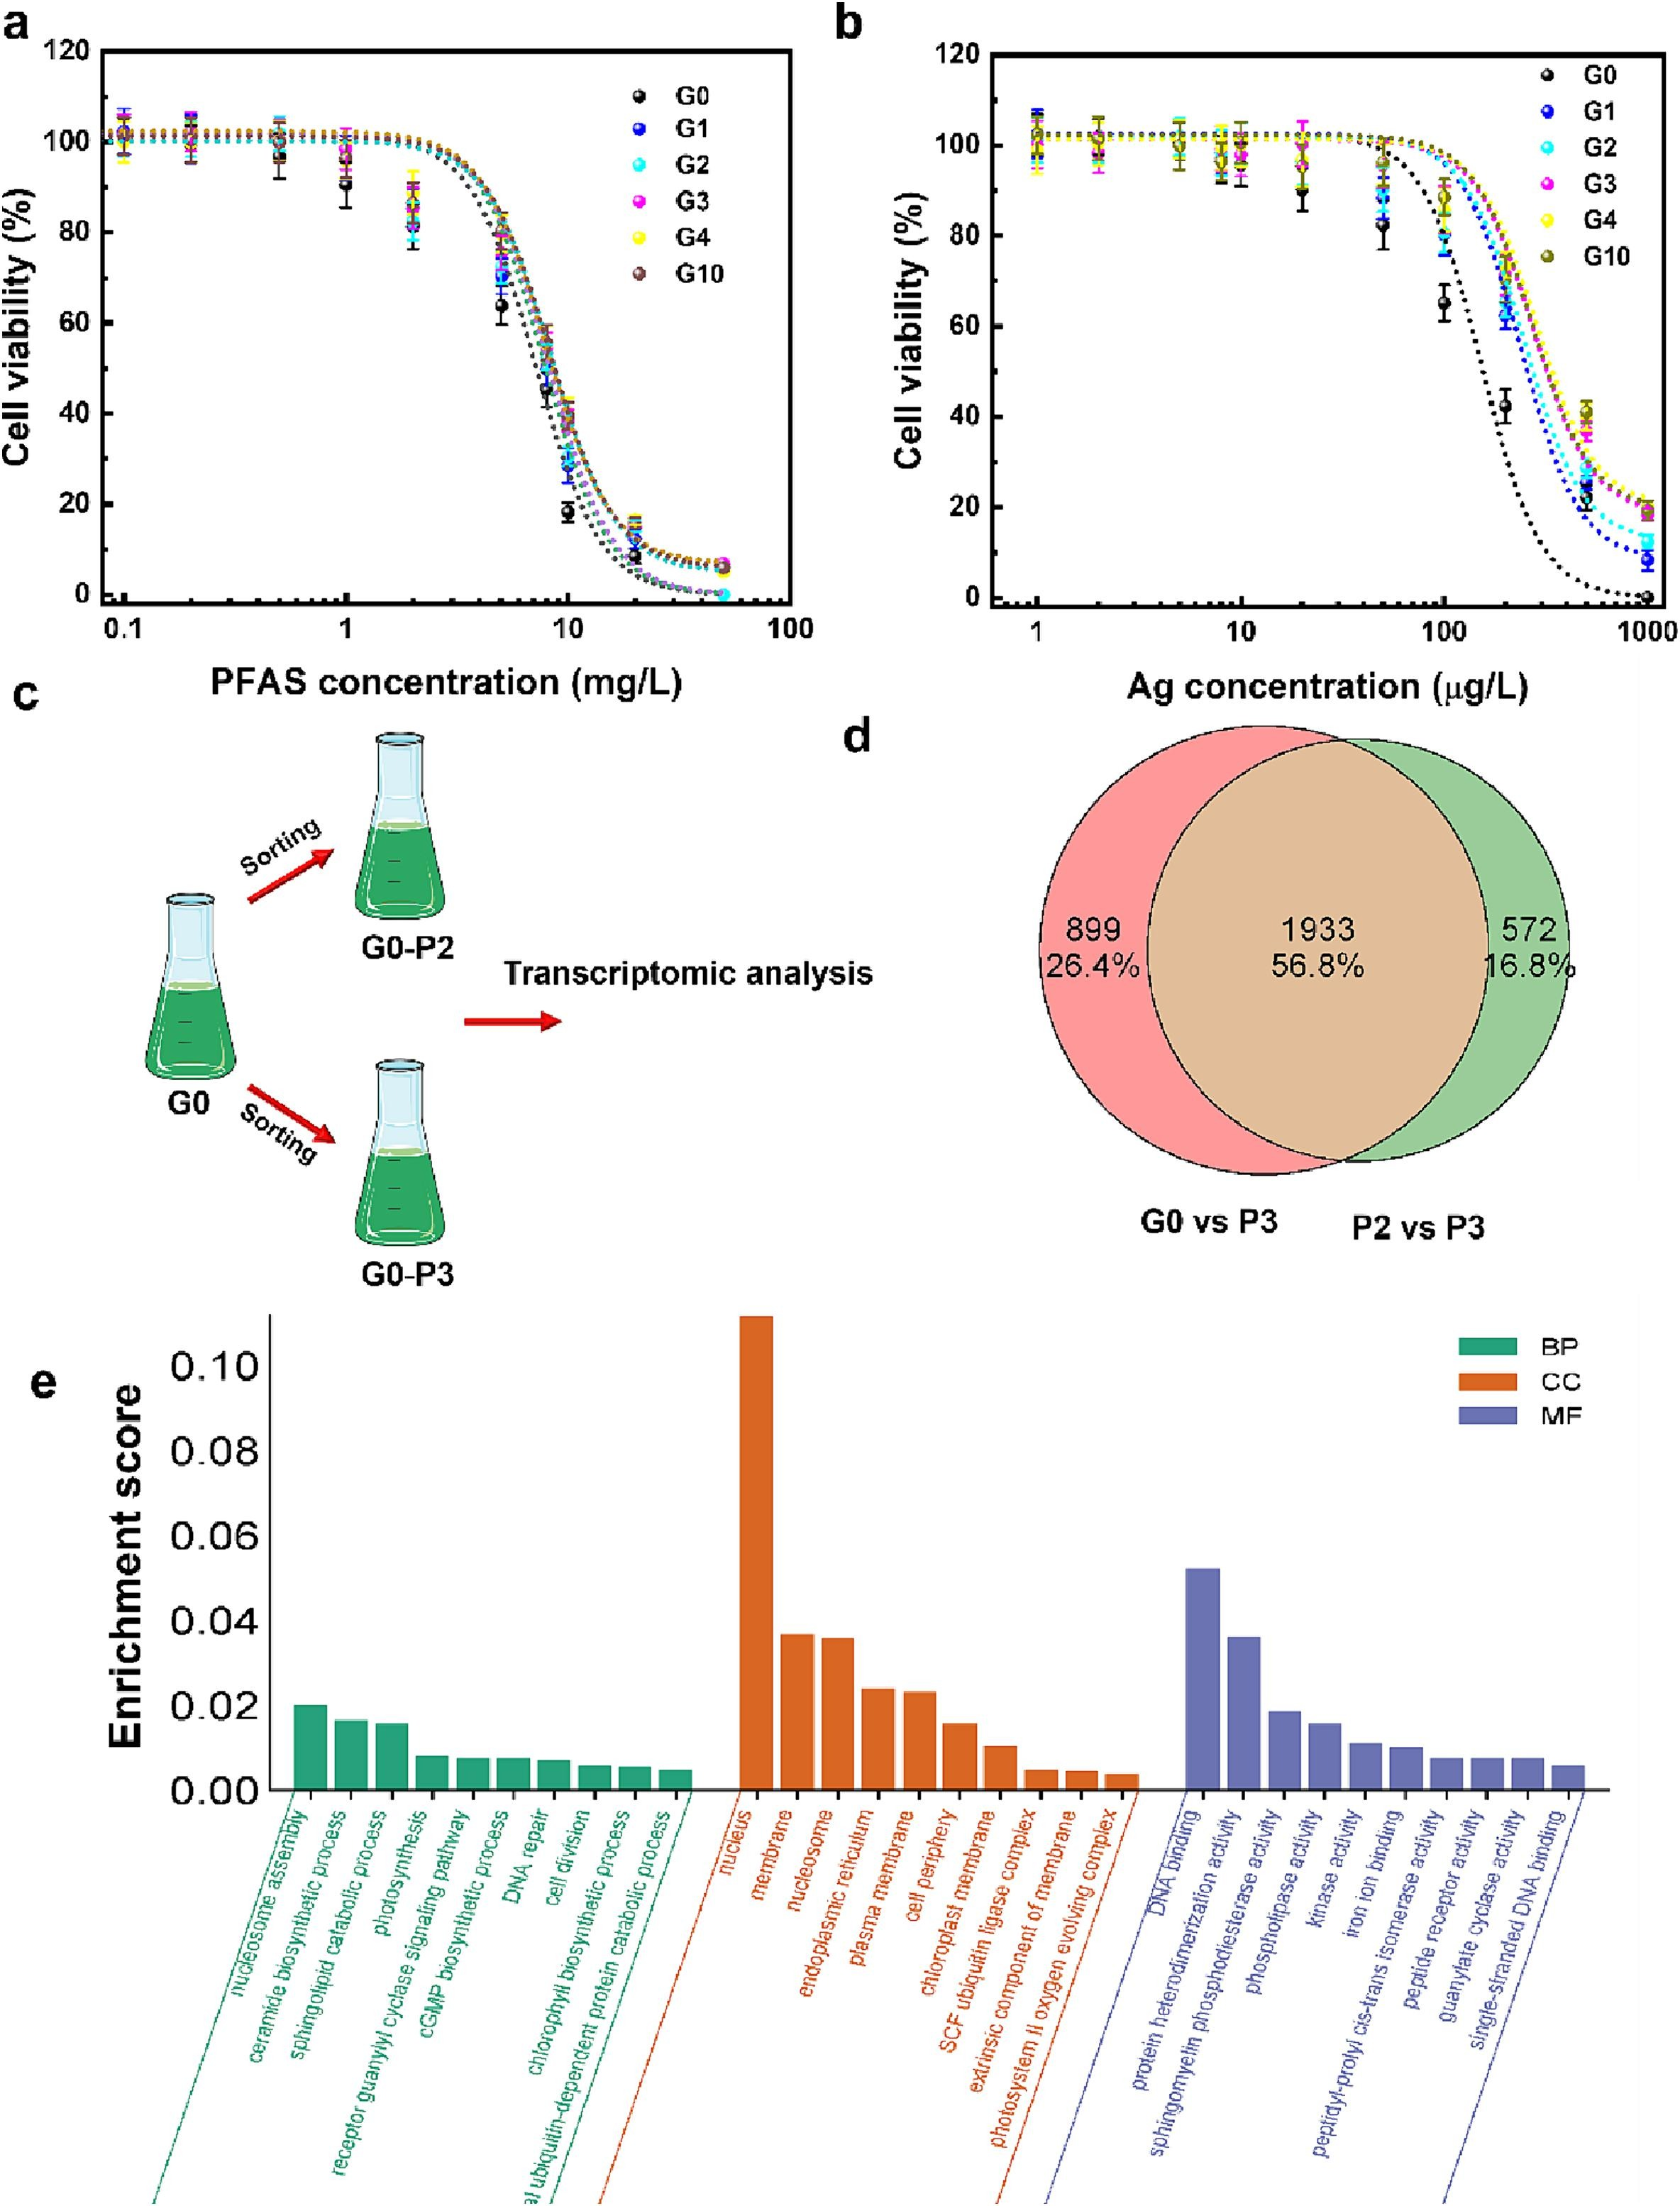 a
120
100
80
60
40
20
0
Cell viability (%)
G0
G1
G2
G3
G4
G10
0.1
1
10
100
PFAS concentration (mg/L)
b
120
100
80
60
40
20
0
Cell viability (%)
G0
G1
G2
G3
G4
G10
1
10
100
1000
Ag concentration (μg/L)
c
Sorting
G0-P2
G0
Transcriptomic analysis
Sorting
G0-P3
d
899
26.4%
1933
56.8%
572
16.8%
G0 vs P3
P2 vs P3
e
Enrichment score
0.10
0.08
0.06
0.04
0.02
0.00
BP
CC
MF
nucleosome assembly
ceramide biosynthetic process
sphingolipid catabolic process
photosynthesis
receptor guanylyl cyclase signaling pathway
cGMP biosynthetic process
DNA repair
cell division
chlorophyll biosynthetic process
ubiquitin-dependent protein catabolic process
nucleus
membrane
nucleosome
endoplasmic reticulum
plasma membrane
cell periphery
chloroplast membrane
SCF ubiquitin ligase complex
extrinsic component of membrane
photosystem II oxygen evolving complex
DNA binding
protein heterodimerization activity
sphingomyelin phosphodiesterase activity
phospholipase activity
kinase activity
iron ion binding
peptidyl-prolyl cis-trans isomerase activity
peptide receptor activity
guanylate cyclase activity
single-stranded DNA binding